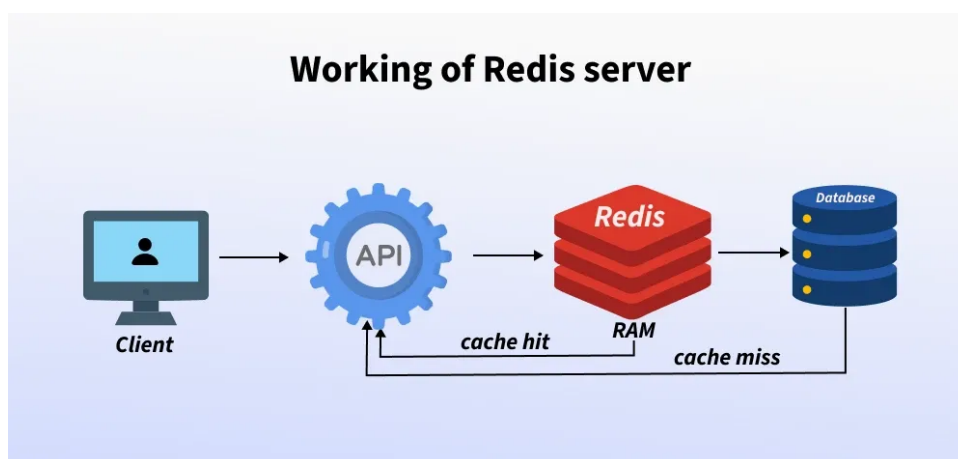 Working of Redis server
Client
API
Redis
RAM
Database
cache hit
cache miss